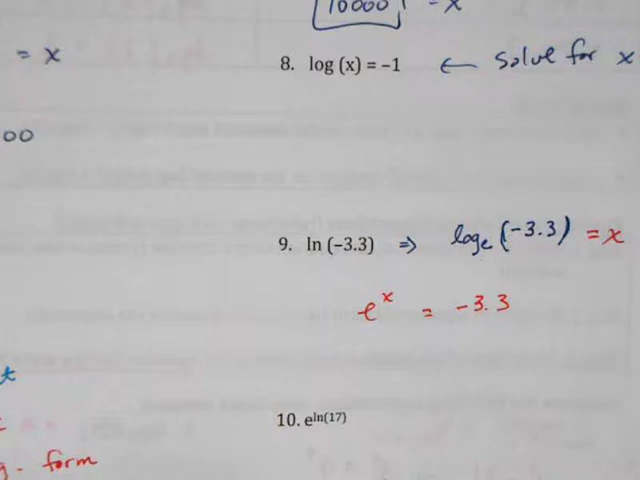 10000 = x
= x
8. log (x) = −1 ← solve for x
00
9. ln (−3.3) ⇒ logₑ (−3.3) = x
eˣ = −3.3
10. e^ln(17)
form